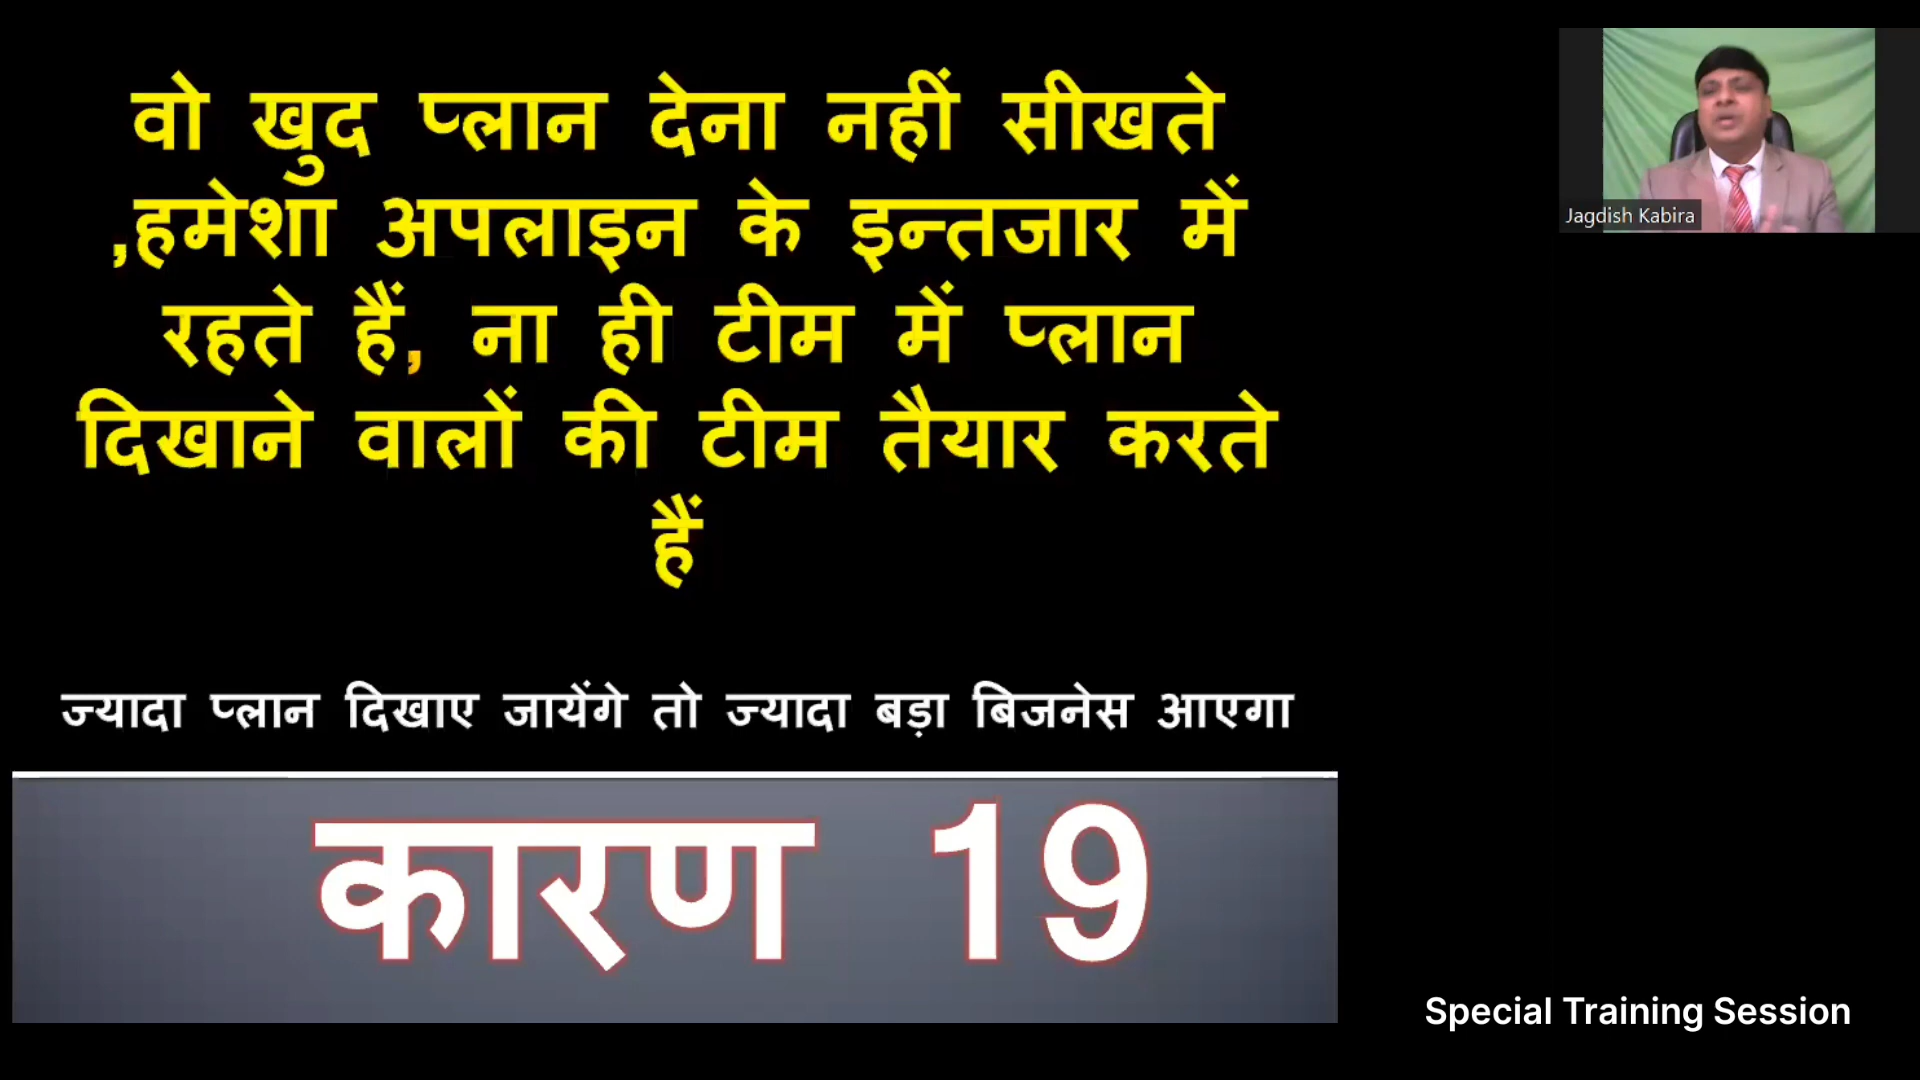 वो खुद प्लान देना नहीं सीखते
,हमेशा अपलाइन के इन्तजार में
रहते हैं, ना ही टीम में प्लान
दिखाने वालों की टीम तैयार करते
हैं
ज्यादा प्लान दिखाए जायेंगे तो ज्यादा बड़ा बिजनेस आएगा
कारण 19
Jagdish Kabira
Special Training Session